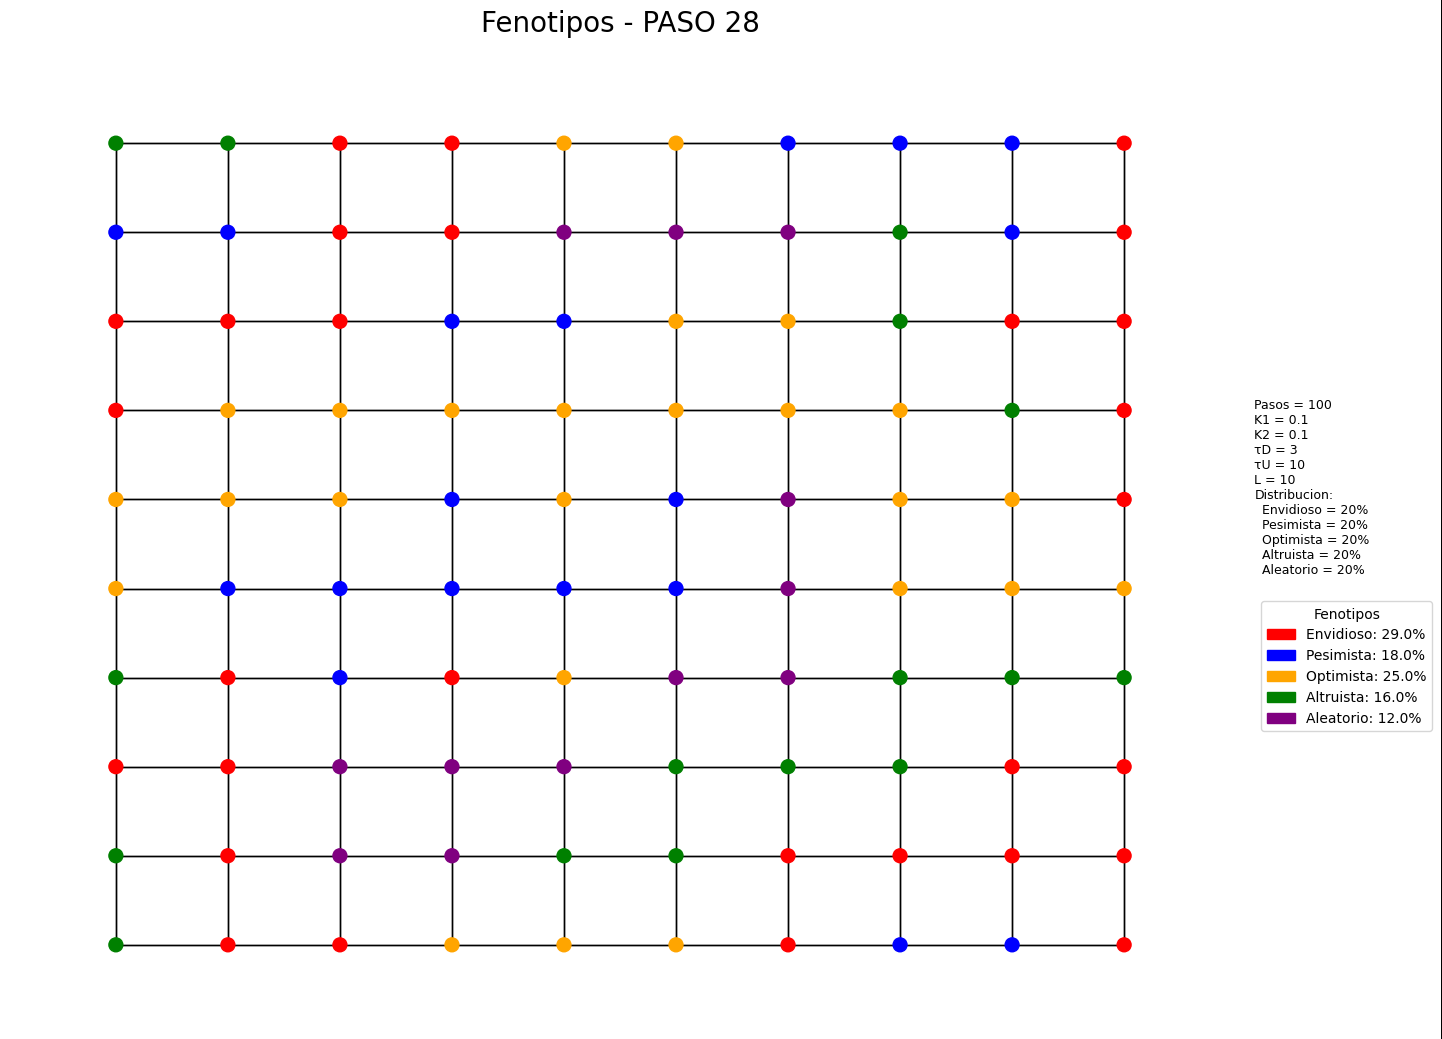 Fenotipos - PASO 28
Pasos = 100
K1 = 0.1
K2 = 0.1
τD = 3
τU = 10
L = 10
Distribucion:
Envidioso = 20%
Pesimista = 20%
Optimista = 20%
Altruista = 20%
Aleatorio = 20%
Fenotipos
Envidioso: 29.0%
Pesimista: 18.0%
Optimista: 25.0%
Altruista: 16.0%
Aleatorio: 12.0%